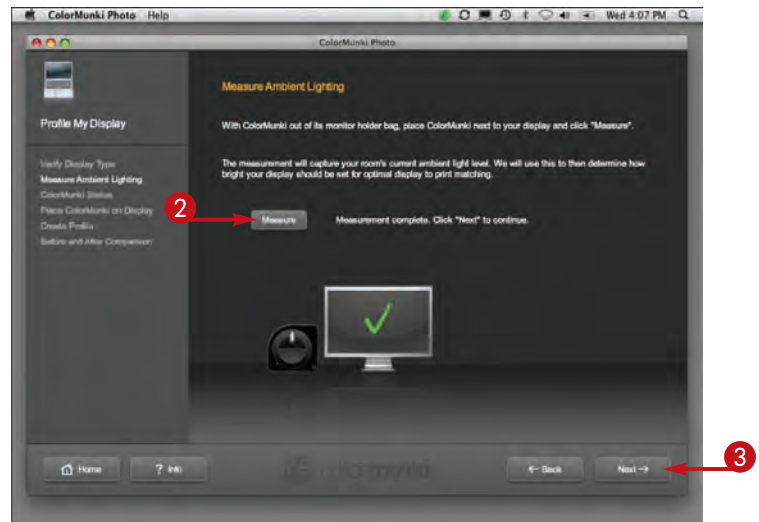 ColorMunki Photo Help
Wed 4:07 PM
ColorMunki Photo
Profile My Display
Verify Display Type
Measure Ambient Lighting
ColorMunki Status
Place ColorMunki on Display
Create Profile
Before and After Comparison
Measure Ambient Lighting
With ColorMunki out of its monitor holder bag, place ColorMunki next to your display and click "Measure".
The measurement will capture your room's current ambient light level. We will use this to then determine how
bright your display should be set for optimal display to print matching.
2
Measure
Measurement complete. Click "Next" to continue.
Home
? Info
colormunki
← Back
Next →
3